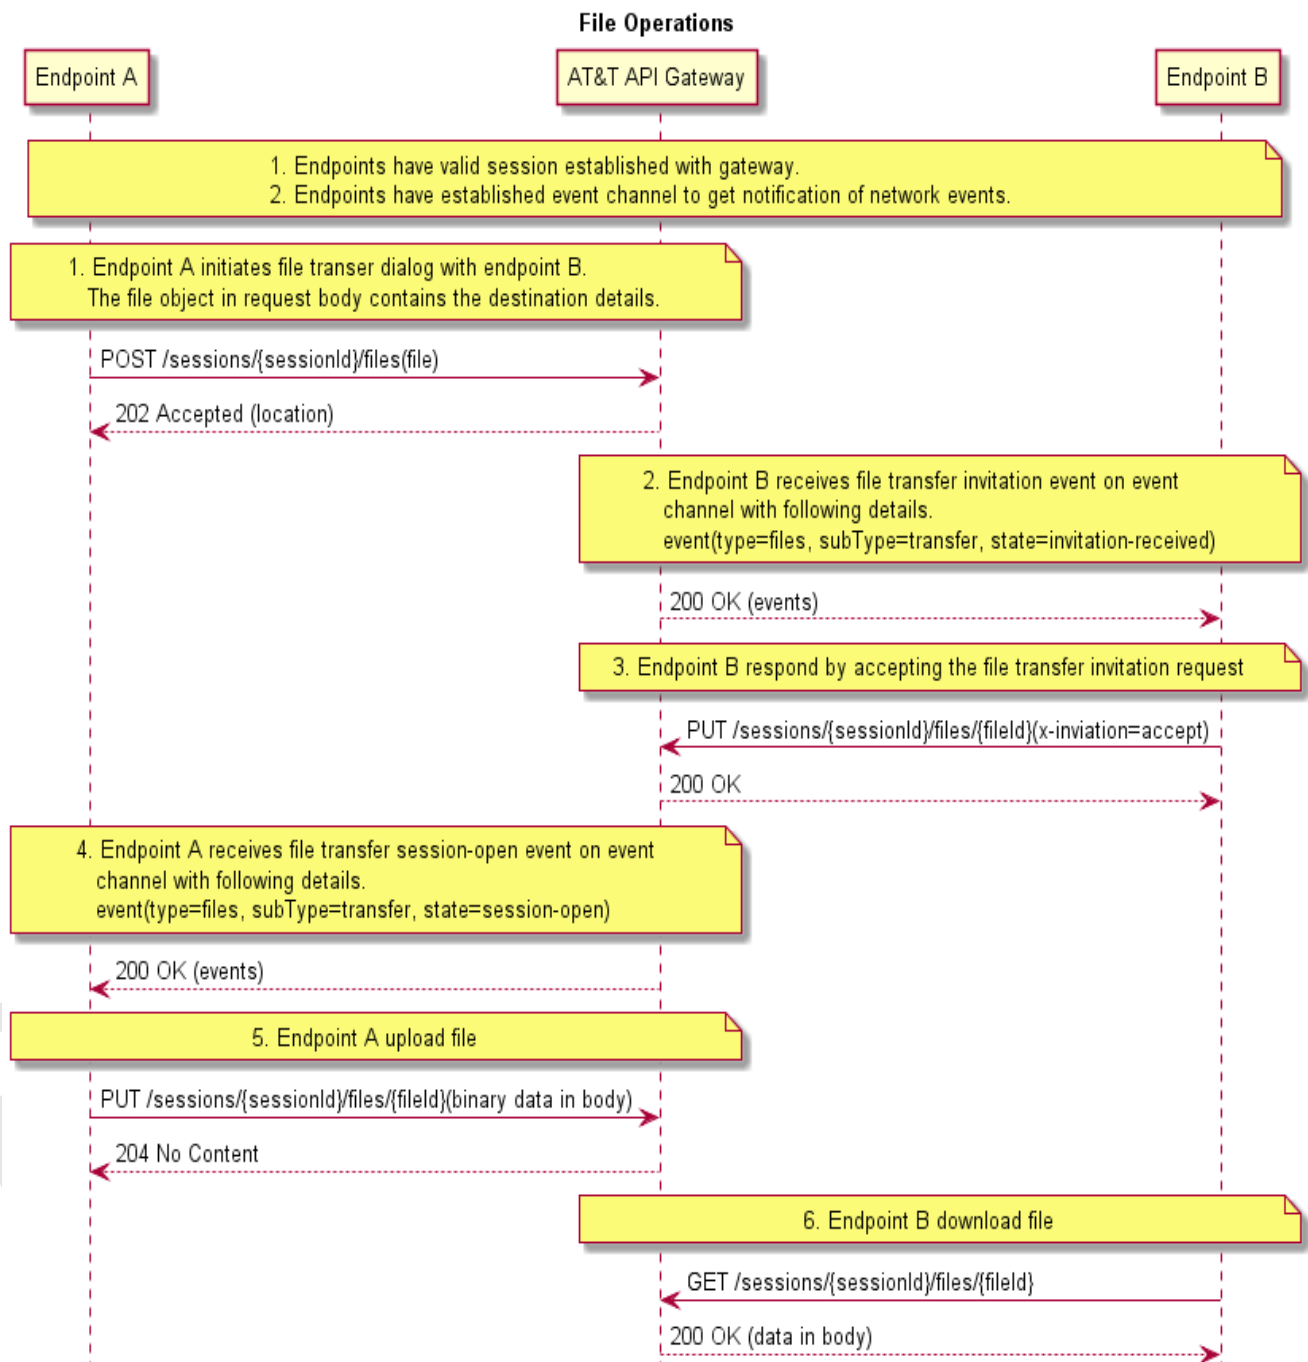 File Operations
Endpoint A
AT&T API Gateway
Endpoint B
1. Endpoints have valid session established with gateway.
2. Endpoints have established event channel to get notification of network events.
1. Endpoint A initiates file transer dialog with endpoint B.
The file object in request body contains the destination details.
POST /sessions/{sessionId}/files(file)
202 Accepted (location)
2. Endpoint B receives file transfer invitation event on event
channel with following details.
event(type=files, subType=transfer, state=invitation-received)
200 OK (events)
3. Endpoint B respond by accepting the file transfer invitation request
PUT /sessions/{sessionId}/files/{fileId}(x-inviation=accept)
200 OK
4. Endpoint A receives file transfer session-open event on event
channel with following details.
event(type=files, subType=transfer, state=session-open)
200 OK (events)
5. Endpoint A upload file
PUT /sessions/{sessionId}/files/{fileId}(binary data in body)
204 No Content
6. Endpoint B download file
GET /sessions/{sessionId}/files/{fileId}
200 OK (data in body)